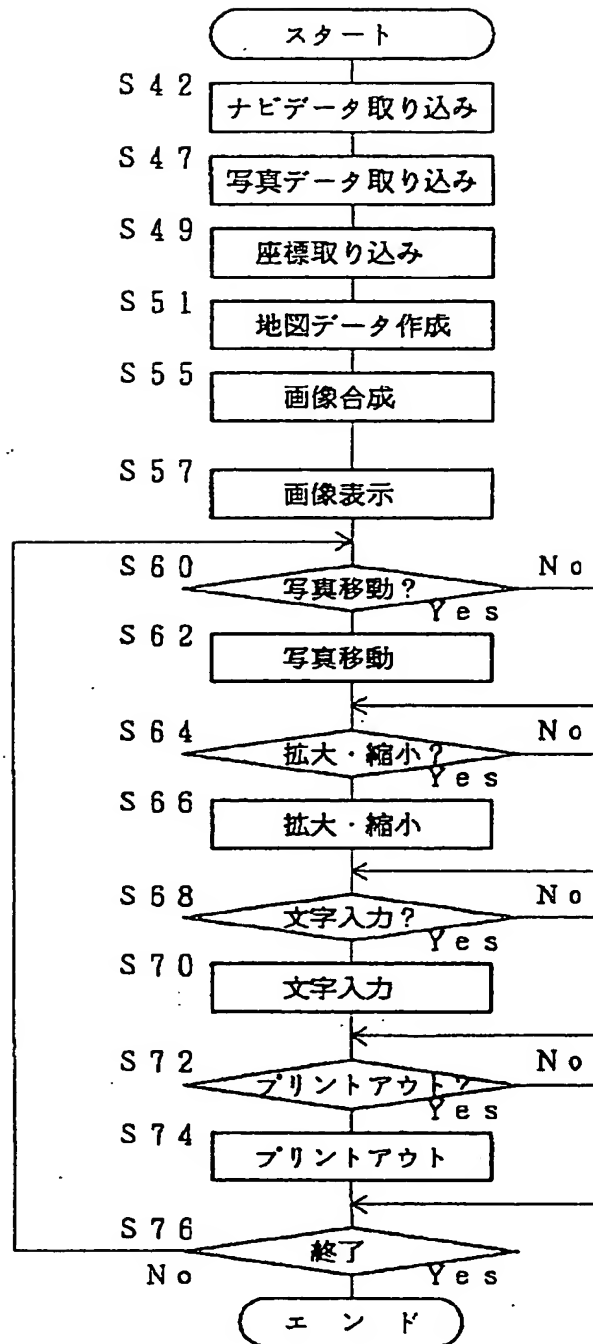 スタート
S42
ナビデータ取り込み
S47
写真データ取り込み
S49
座標取り込み
S51
地図データ作成
S55
画像合成
S57
画像表示
S60
写真移動?
No
Yes
S62
写真移動
S64
拡大・縮小?
No
Yes
S66
拡大・縮小
S68
文字入力?
No
Yes
S70
文字入力
S72
プリントアウト?
No
Yes
S74
プリントアウト
S76
終了
No
Yes
エンド